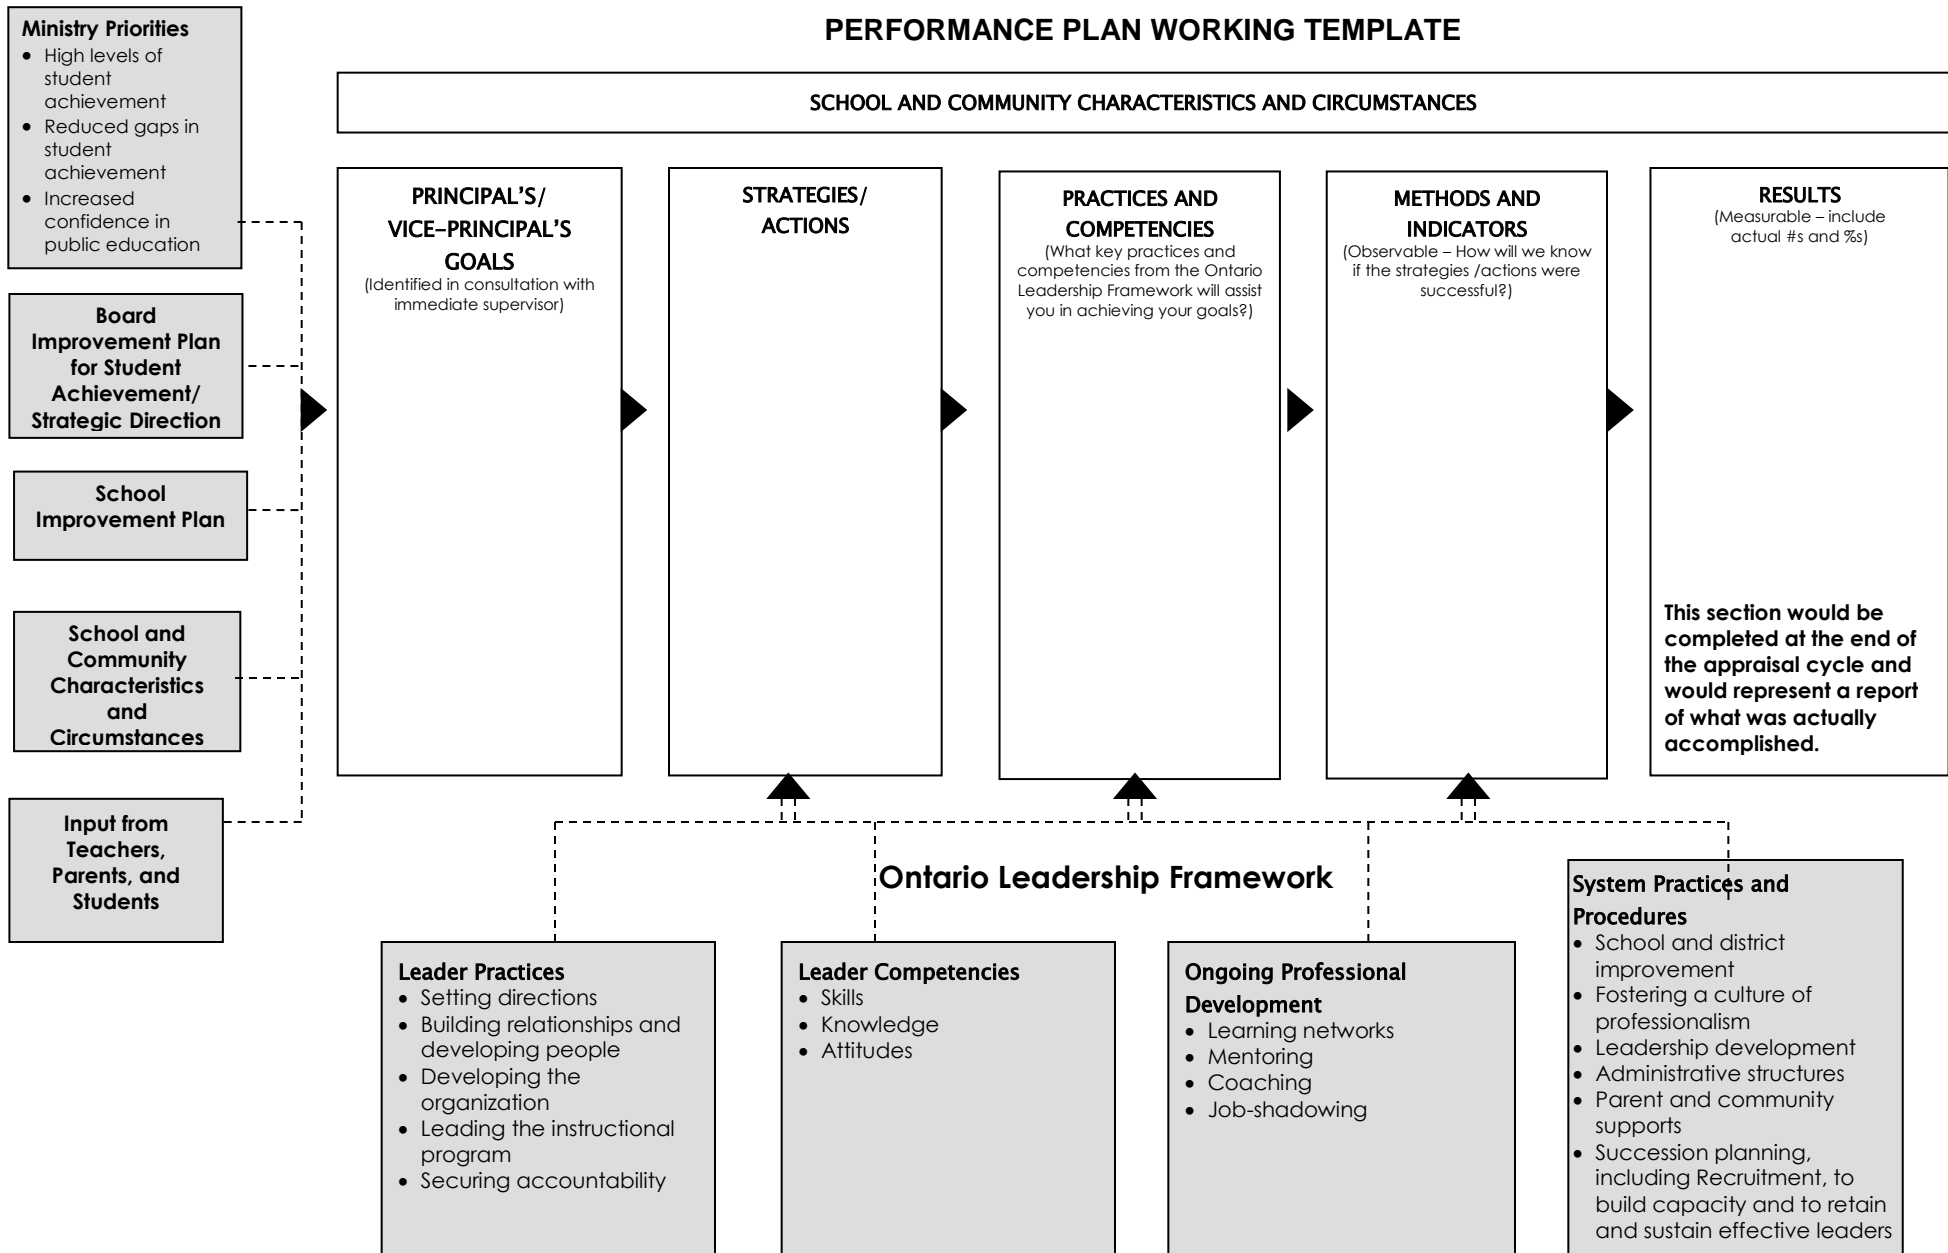 PERFORMANCE PLAN WORKING TEMPLATE
Ministry Priorities
• High levels of
student
achievement
• Reduced gaps in
student
achievement
• Increased
confidence in
public education
Board
Improvement Plan
for Student
Achievement/
Strategic Direction
School
Improvement Plan
School and
Community
Characteristics
and
Circumstances
Input from
Teachers,
Parents, and
Students
SCHOOL AND COMMUNITY CHARACTERISTICS AND CIRCUMSTANCES
PRINCIPAL’S/
VICE–PRINCIPAL’S
GOALS
(Identified in consultation with
immediate supervisor)
STRATEGIES/
ACTIONS
PRACTICES AND
COMPETENCIES
(What key practices and
competencies from the Ontario
Leadership Framework will assist
you in achieving your goals?)
METHODS AND
INDICATORS
(Observable – How will we know
if the strategies /actions were
successful?)
RESULTS
(Measurable – include
actual #s and %s)
This section would be
completed at the end of
the appraisal cycle and
would represent a report
of what was actually
accomplished.
Ontario Leadership Framework
Leader Practices
• Setting directions
• Building relationships and
developing people
• Developing the
organization
• Leading the instructional
program
• Securing accountability
Leader Competencies
• Skills
• Knowledge
• Attitudes
Ongoing Professional
Development
• Learning networks
• Mentoring
• Coaching
• Job-shadowing
System Practices and
Procedures
• School and district
improvement
• Fostering a culture of
professionalism
• Leadership development
• Administrative structures
• Parent and community
supports
• Succession planning,
including Recruitment, to
build capacity and to retain
and sustain effective leaders